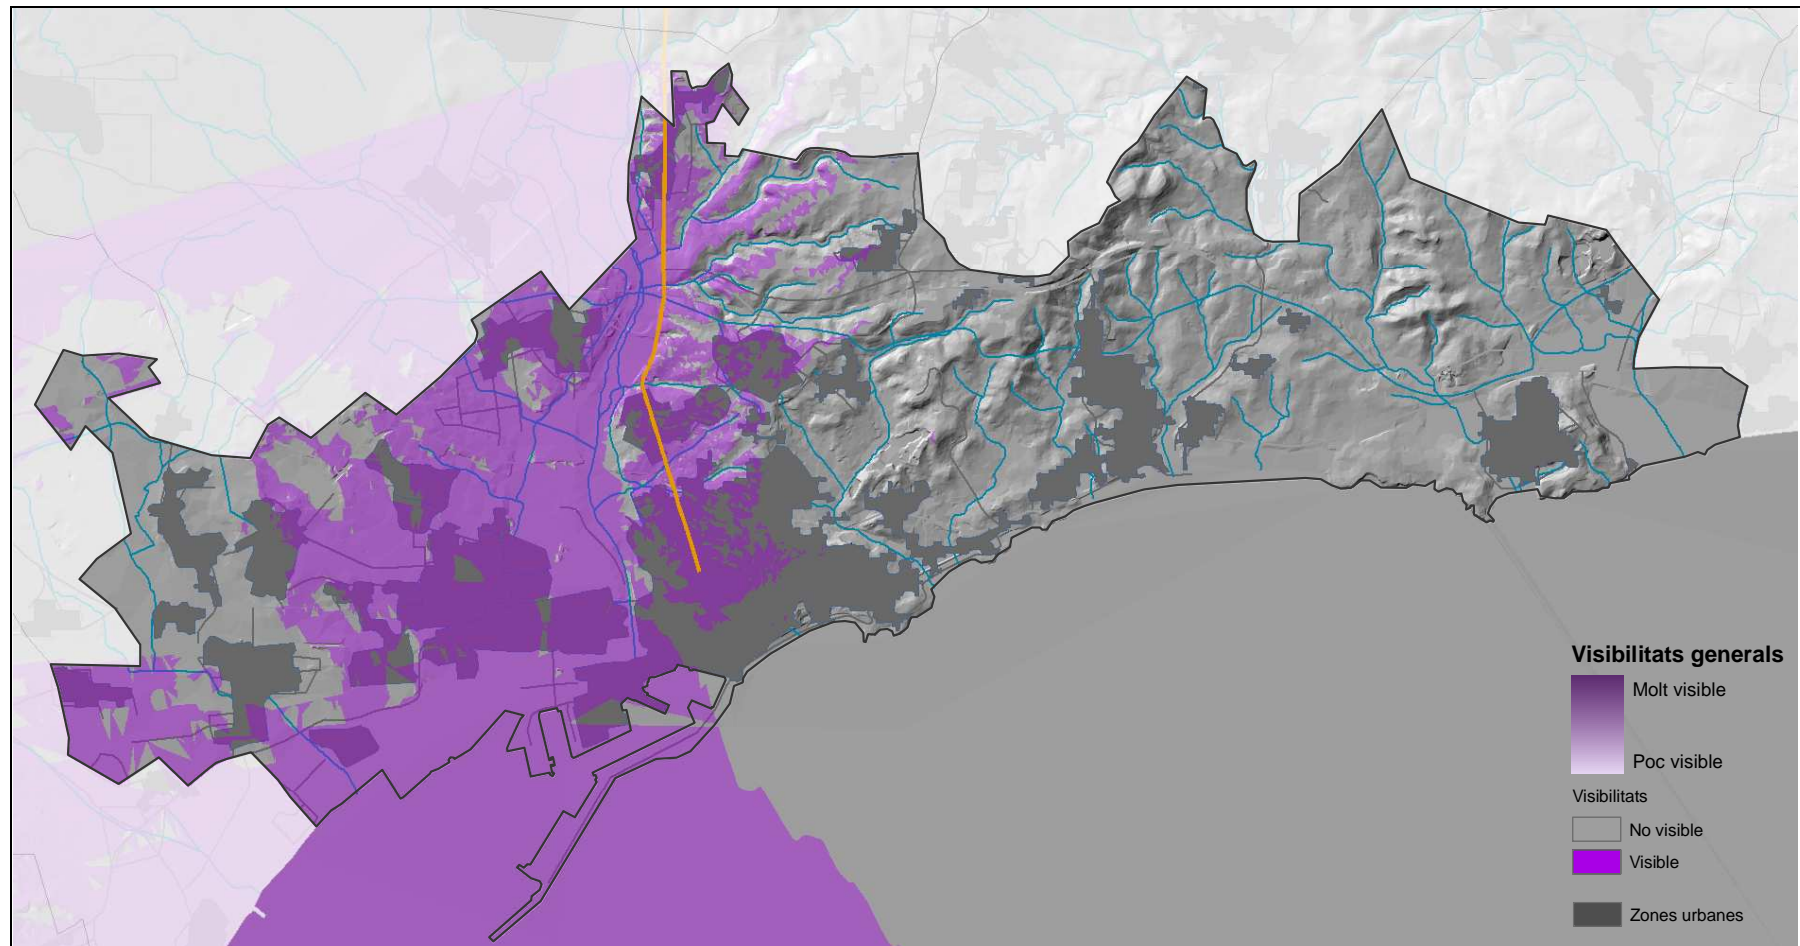 Visibilitats generals
Molt visible
Poc visible
Visibilitats
No visible
Visible
Zones urbanes